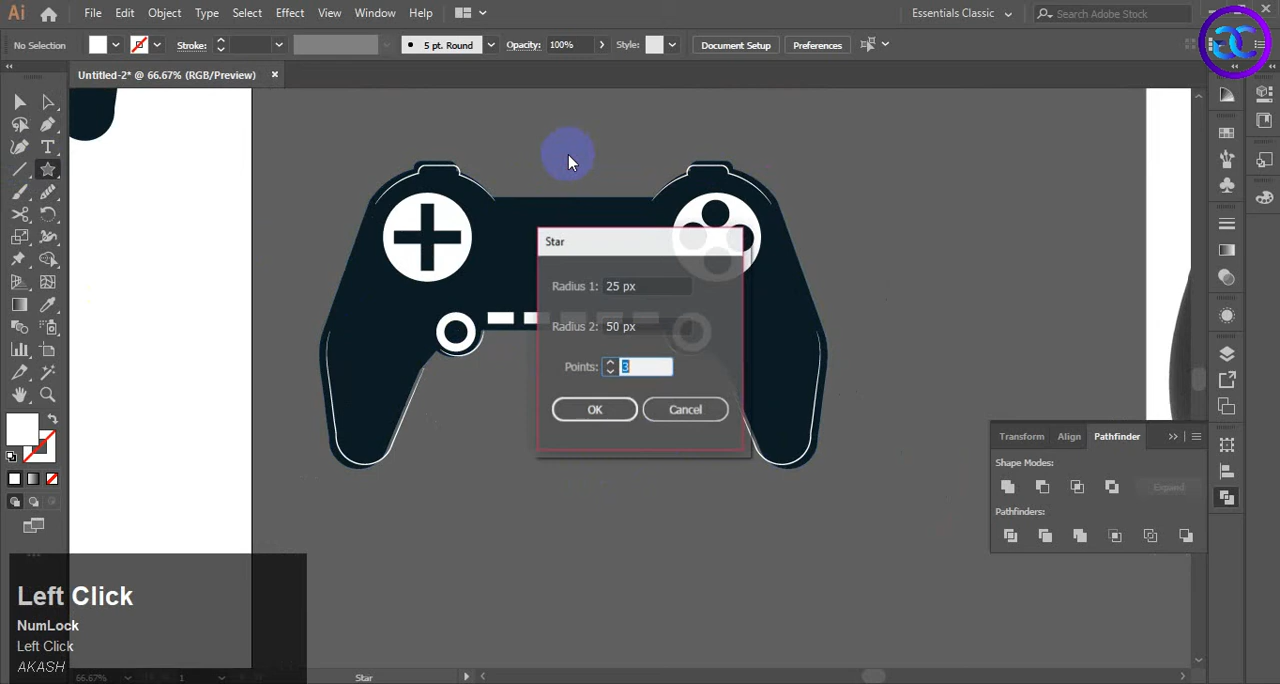 Ai File Edit Object Type Select Effect View Window Help Essentials Classic Search Adobe Stock
No Selection Stroke: 5 pt. Round Opacity: 100% Style: Document Setup Preferences
Untitled-2* @ 66.67% (RGB/Preview)
Star
Radius 1: 25 px
Radius 2: 50 px
Points: 3
OK Cancel
Transform Align Pathfinder
Shape Modes:
Expand
Pathfinders:
Left Click
NumLock
Left Click
AKASH
66.67% 1 Star